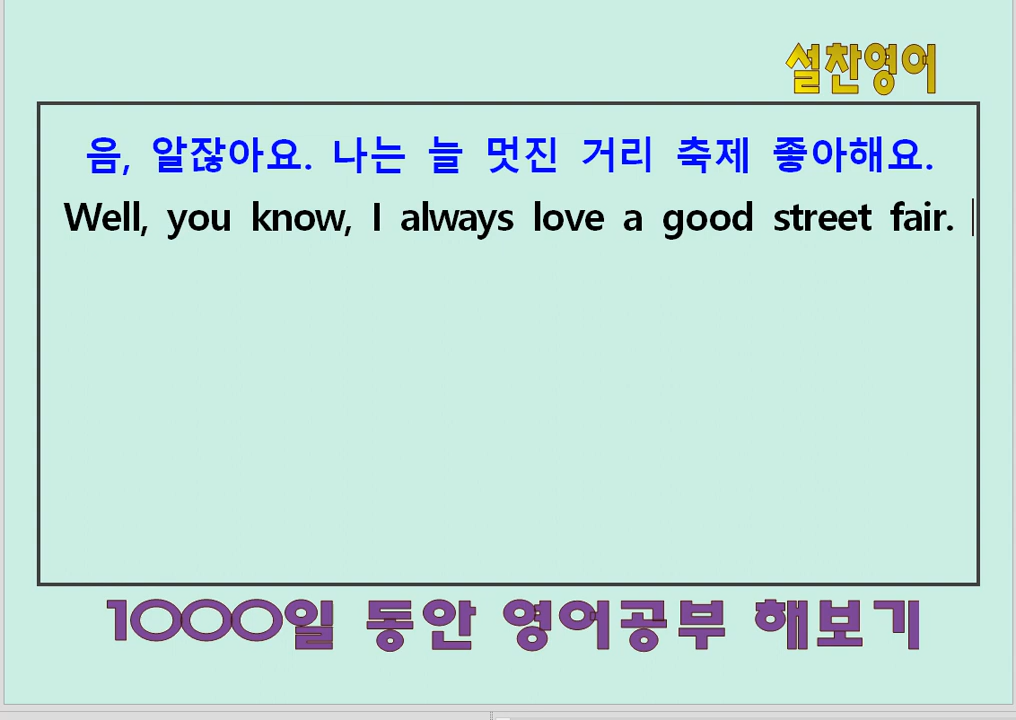 설찬영어
음, 알잖아요. 나는 늘 멋진 거리 축제 좋아해요.
Well, you know, I always love a good street fair.
1000일 동안 영어공부 해보기